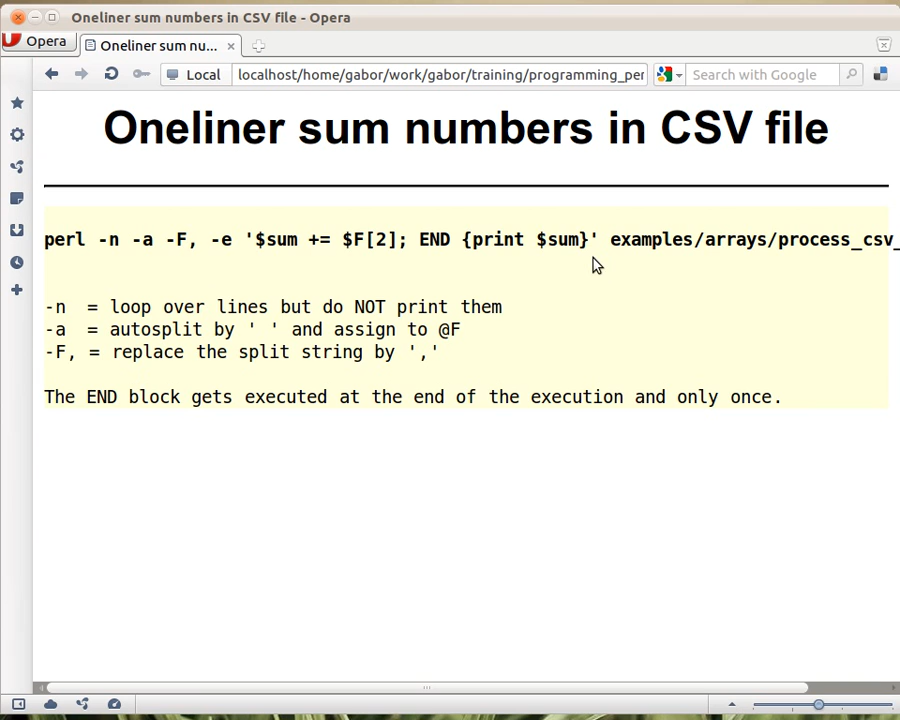 Oneliner sum numbers in CSV file - Opera
Opera
Oneliner sum nu...
Local
localhost/home/gabor/work/gabor/training/programming_per
Search with Google
Oneliner sum numbers in CSV file
perl -n -a -F, -e '$sum += $F[2]; END {print $sum}' examples/arrays/process_csv_
-n  = loop over lines but do NOT print them
-a  = autosplit by ' ' and assign to @F
-F, = replace the split string by ','
The END block gets executed at the end of the execution and only once.